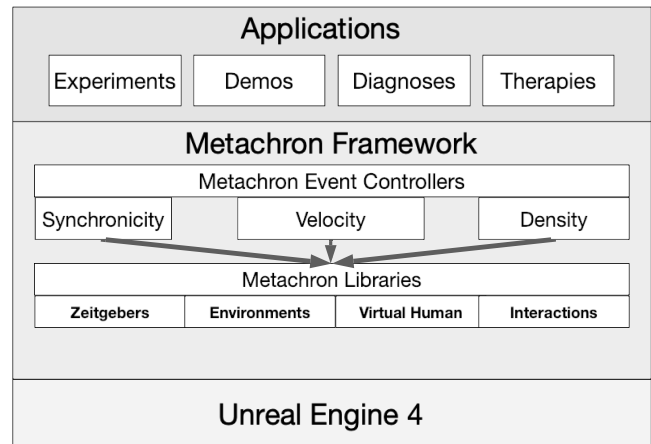 Applications
Experiments Demos Diagnoses Therapies
Metachron Framework
Metachron Event Controllers
Synchronicity Velocity Density
Metachron Libraries
Zeitgebers Environments Virtual Human Interactions
Unreal Engine 4